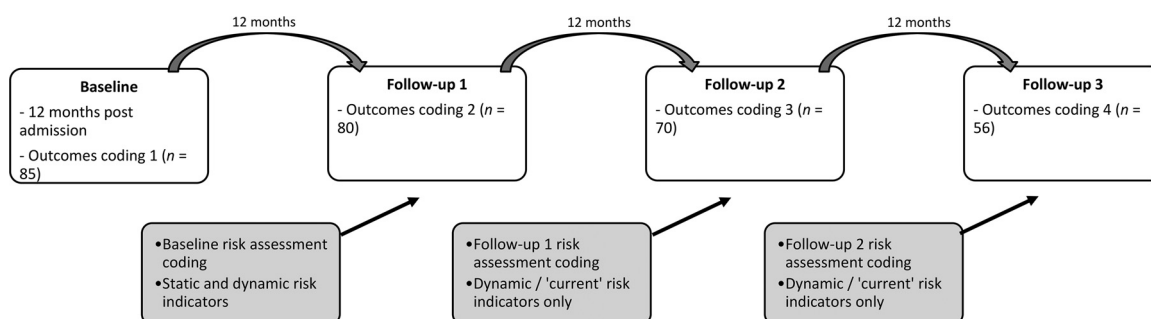 12 months
12 months
12 months
Baseline
- 12 months post
admission
- Outcomes coding 1 (n =
85)
Follow-up 1
- Outcomes coding 2 (n =
80)
Follow-up 2
- Outcomes coding 3 (n =
70)
Follow-up 3
- Outcomes coding 4 (n =
56)
•Baseline risk assessment
coding
•Static and dynamic risk
indicators
•Follow-up 1 risk
assessment coding
•Dynamic / 'current' risk
indicators only
•Follow-up 2 risk
assessment coding
•Dynamic / 'current' risk
indicators only